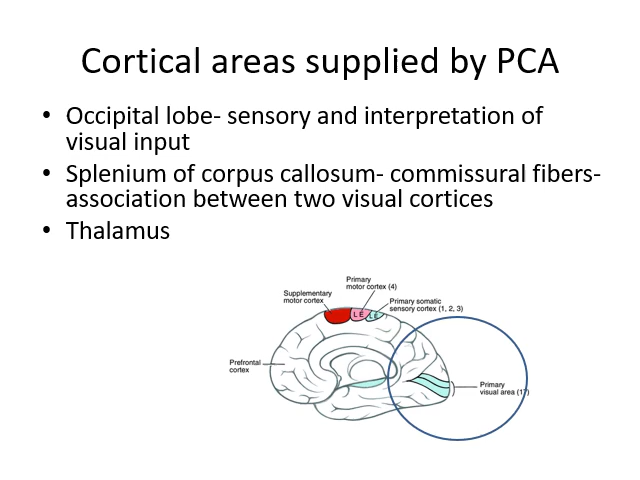 Cortical areas supplied by PCA
• Occipital lobe- sensory and interpretation of
visual input
• Splenium of corpus callosum- commissural fibers-
association between two visual cortices
• Thalamus
Primary
motor cortex (4)
Supplementary
motor cortex
Primary somatic
sensory cortex (1, 2, 3)
L E
L E
Prefrontal
cortex
Primary
visual area (17)